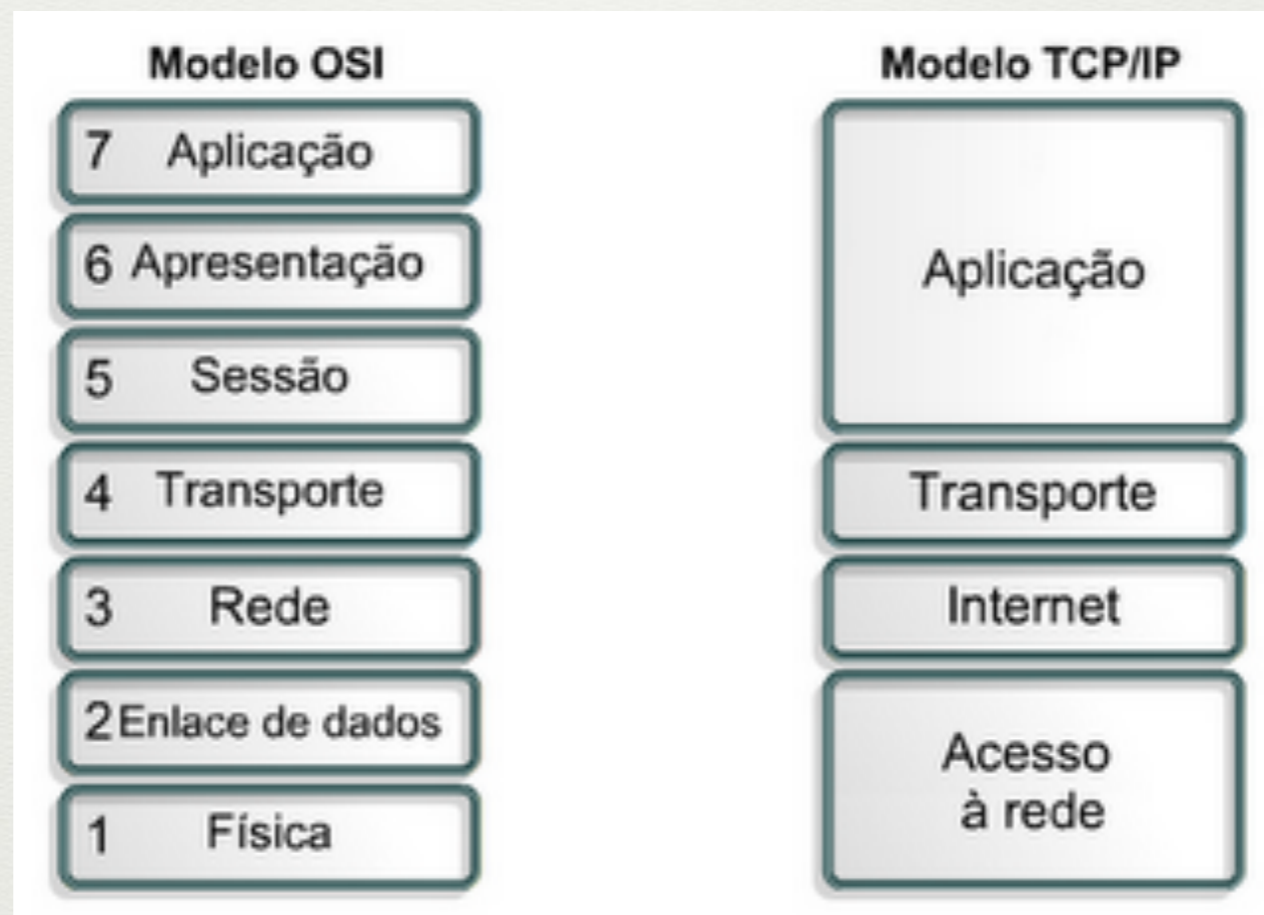 Modelo OSI
7 Aplicação
6 Apresentação
5 Sessão
4 Transporte
3 Rede
2 Enlace de dados
1 Física
Modelo TCP/IP
Aplicação
Transporte
Internet
Acesso
à rede